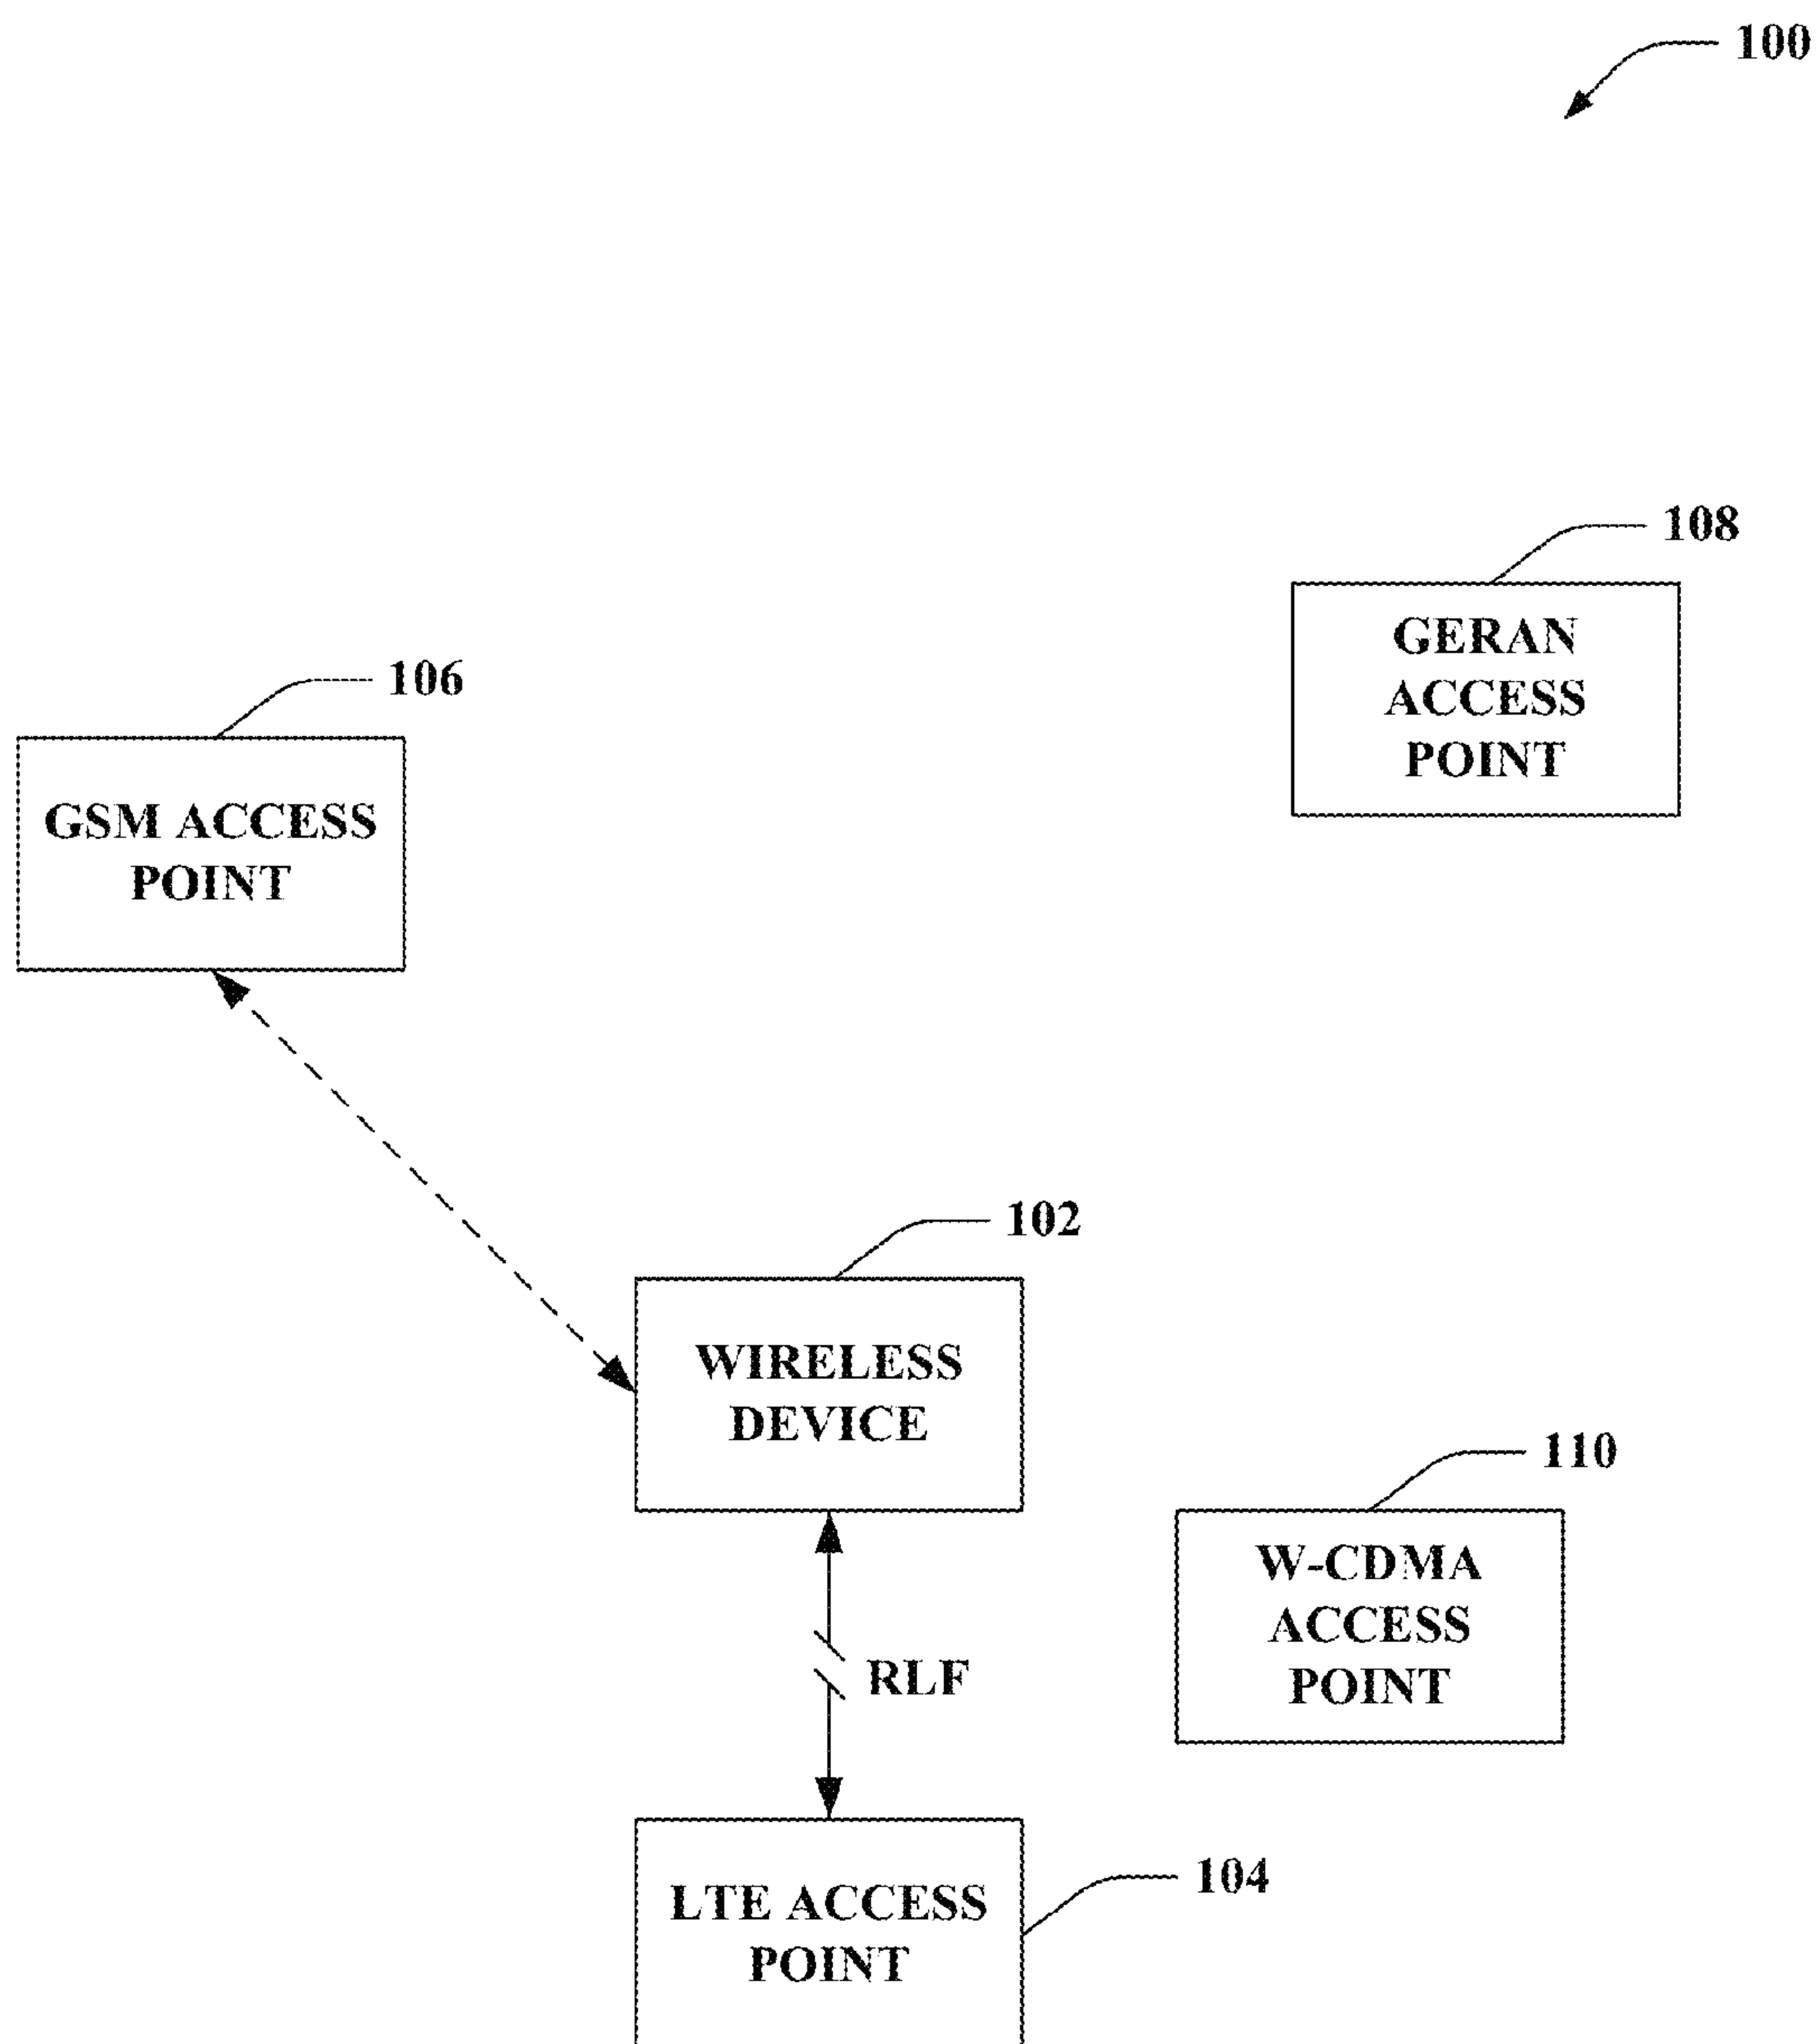 100
108
GERAN
ACCESS
POINT
106
GSM ACCESS
POINT
102
WIRELESS
DEVICE
110
W-CDMA
ACCESS
POINT
RLF
104
LTE ACCESS
POINT